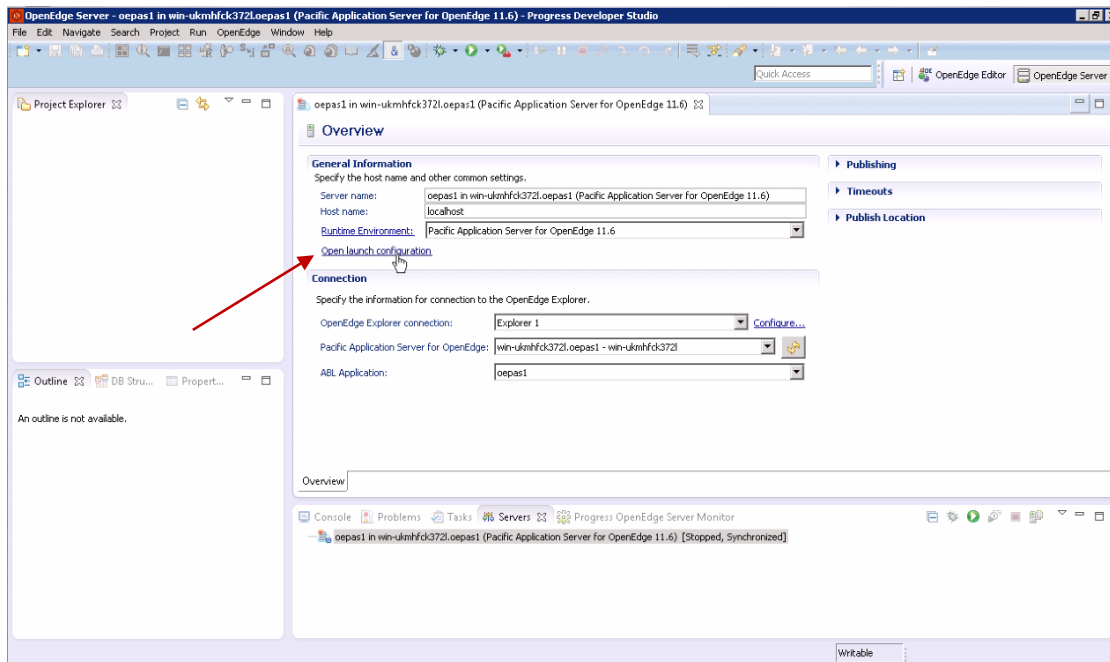 OpenEdge Server - oepas1 in win-ukmhfck372l.oepas1 (Pacific Application Server for OpenEdge 11.6) - Progress Developer Studio
File Edit Navigate Search Project Run OpenEdge Window Help
Quick Access
OpenEdge Editor
OpenEdge Server
Project Explorer
oepas1 in win-ukmhfck372l.oepas1 (Pacific Application Server for OpenEdge 11.6)
Overview
General Information
Specify the host name and other common settings.
Server name: oepas1 in win-ukmhfck372l.oepas1 (Pacific Application Server for OpenEdge 11.6)
Host name: localhost
Runtime Environment: Pacific Application Server for OpenEdge 11.6
Open launch configuration
Publishing
Timeouts
Publish Location
Connection
Specify the information for connection to the OpenEdge Explorer.
OpenEdge Explorer connection: Explorer 1 Configure...
Pacific Application Server for OpenEdge: win-ukmhfck372l.oepas1 - win-ukmhfck372l
ABL Application: oepas1
Overview
Outline DB Stru... Propert...
An outline is not available.
Console Problems Tasks Servers Progress OpenEdge Server Monitor
oepas1 in win-ukmhfck372l.oepas1 (Pacific Application Server for OpenEdge 11.6) [Stopped, Synchronized]
Writable